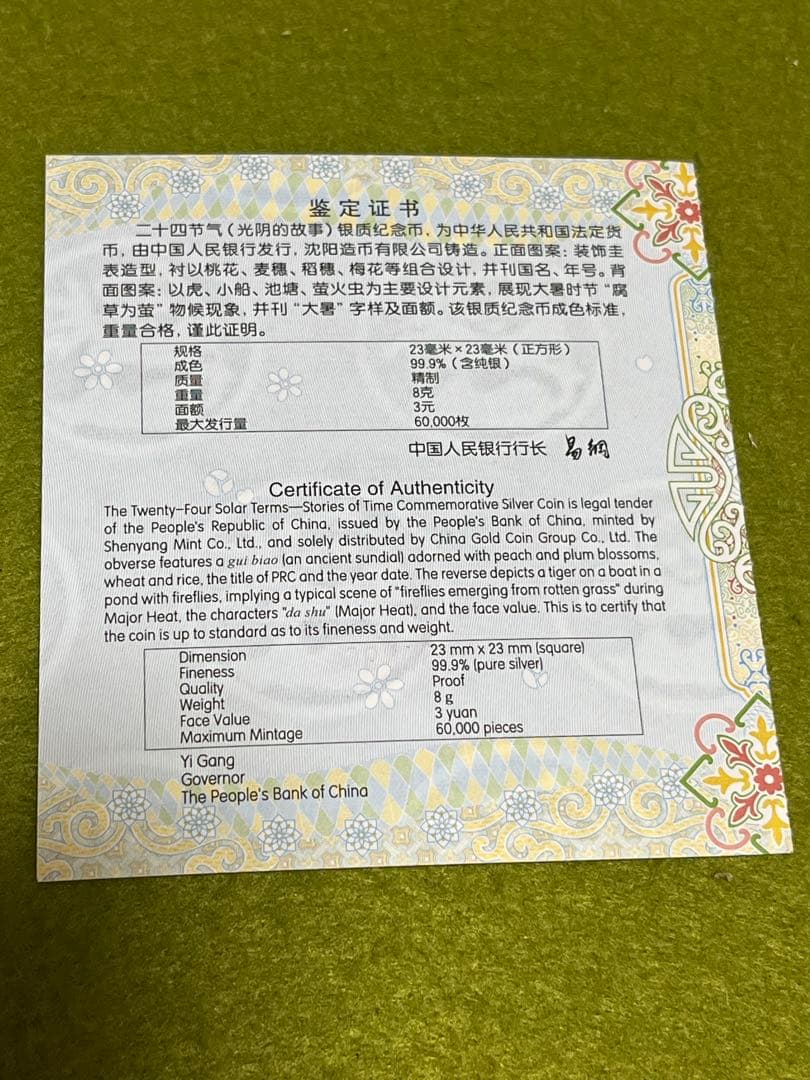 鉴定证书
二十四节气（光阴的故事）银质纪念币，为中华人民共和国法定货
币，由中国人民银行发行，沈阳造币有限公司铸造。正面图案：装饰圭
表造型，衬以桃花、麦穗、稻穗、梅花等组合设计，并刊国名、年号。背
面图案：以虎、小船、池塘、萤火虫为主要设计元素，展现大暑时节“腐
草为萤”物候现象，并刊“大暑”字样及面额。该银质纪念币成色标准，
重量合格，谨此证明。
规格 23毫米×23毫米（正方形）
成色 99.9%（含纯银）
质量 精制
重量 8克
面额 3元
最大发行量 60,000枚
中国人民银行行长 易纲
Certificate of Authenticity
The Twenty-Four Solar Terms—Stories of Time Commemorative Silver Coin is legal tender
of the People's Republic of China, issued by the People's Bank of China, minted by
Shenyang Mint Co., Ltd., and solely distributed by China Gold Coin Group Co., Ltd. The
obverse features a gui biao (an ancient sundial) adorned with peach and plum blossoms,
wheat and rice, the title of PRC and the year date. The reverse depicts a tiger on a boat in a
pond with fireflies, implying a typical scene of "fireflies emerging from rotten grass" during
Major Heat, the characters "da shu" (Major Heat), and the face value. This is to certify that
the coin is up to standard as to its fineness and weight.
Dimension 23 mm x 23 mm (square)
Fineness 99.9% (pure silver)
Quality Proof
Weight 8 g
Face Value 3 yuan
Maximum Mintage 60,000 pieces
Yi Gang
Governor
The People's Bank of China